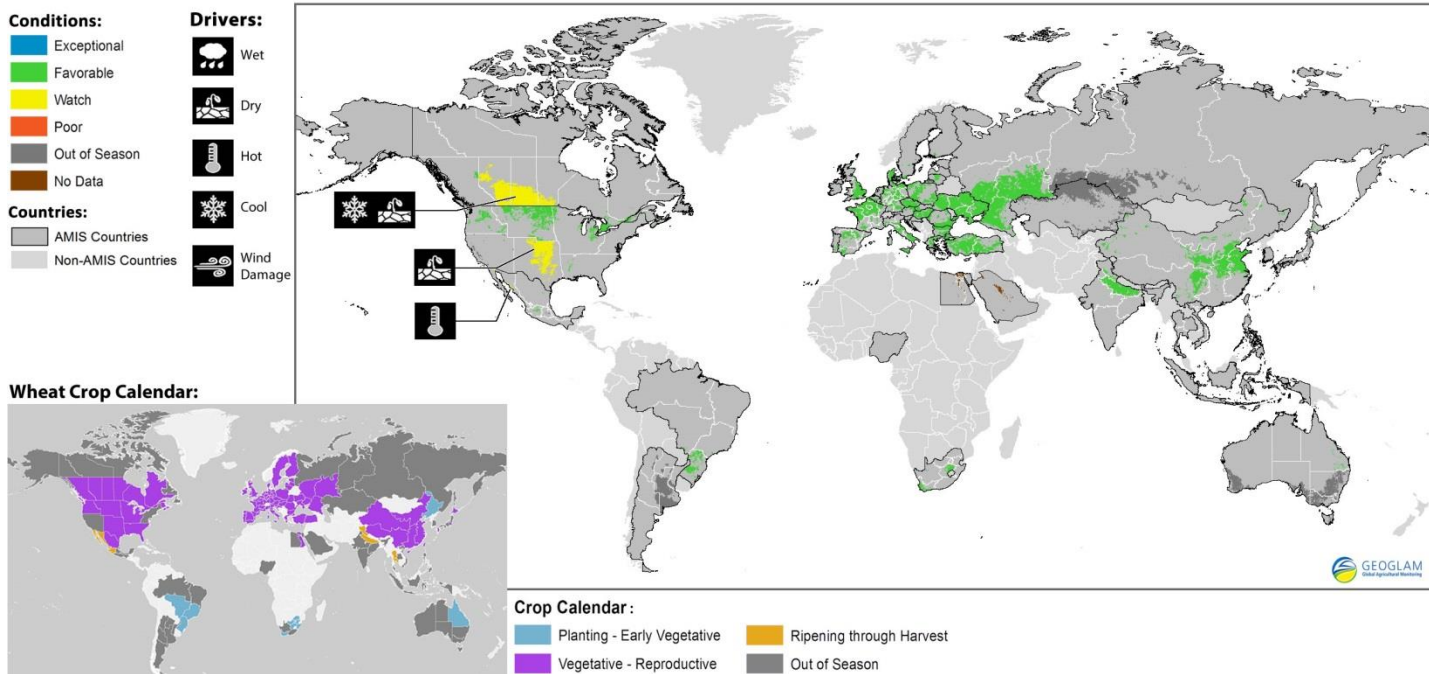 Conditions:
Exceptional
Favorable
Watch
Poor
Out of Season
No Data
Countries:
AMIS Countries
Non-AMIS Countries
Drivers:
Wet
Dry
Hot
Cool
Wind
Damage
Wheat Crop Calendar:
GEOGLAM
Global Agricultural Monitoring
Crop Calendar :
Planting - Early Vegetative
Vegetative - Reproductive
Ripening through Harvest
Out of Season